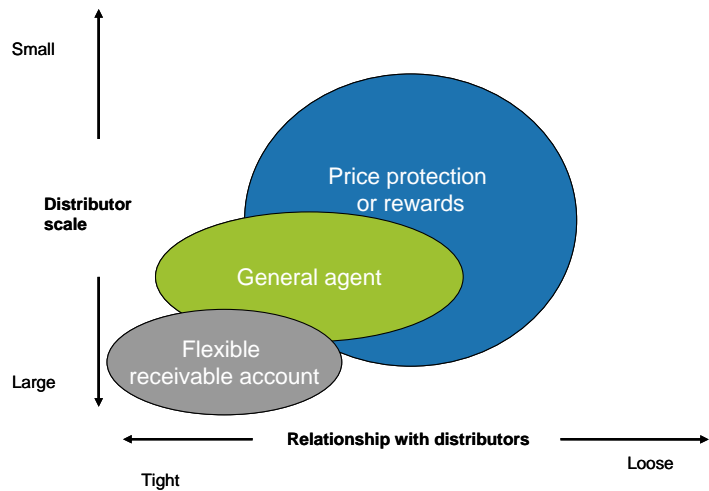 Small
Price protection
or rewards
Distributor
scale
General agent
Flexible
receivable account
Large
Relationship with distributors
Loose
Tight